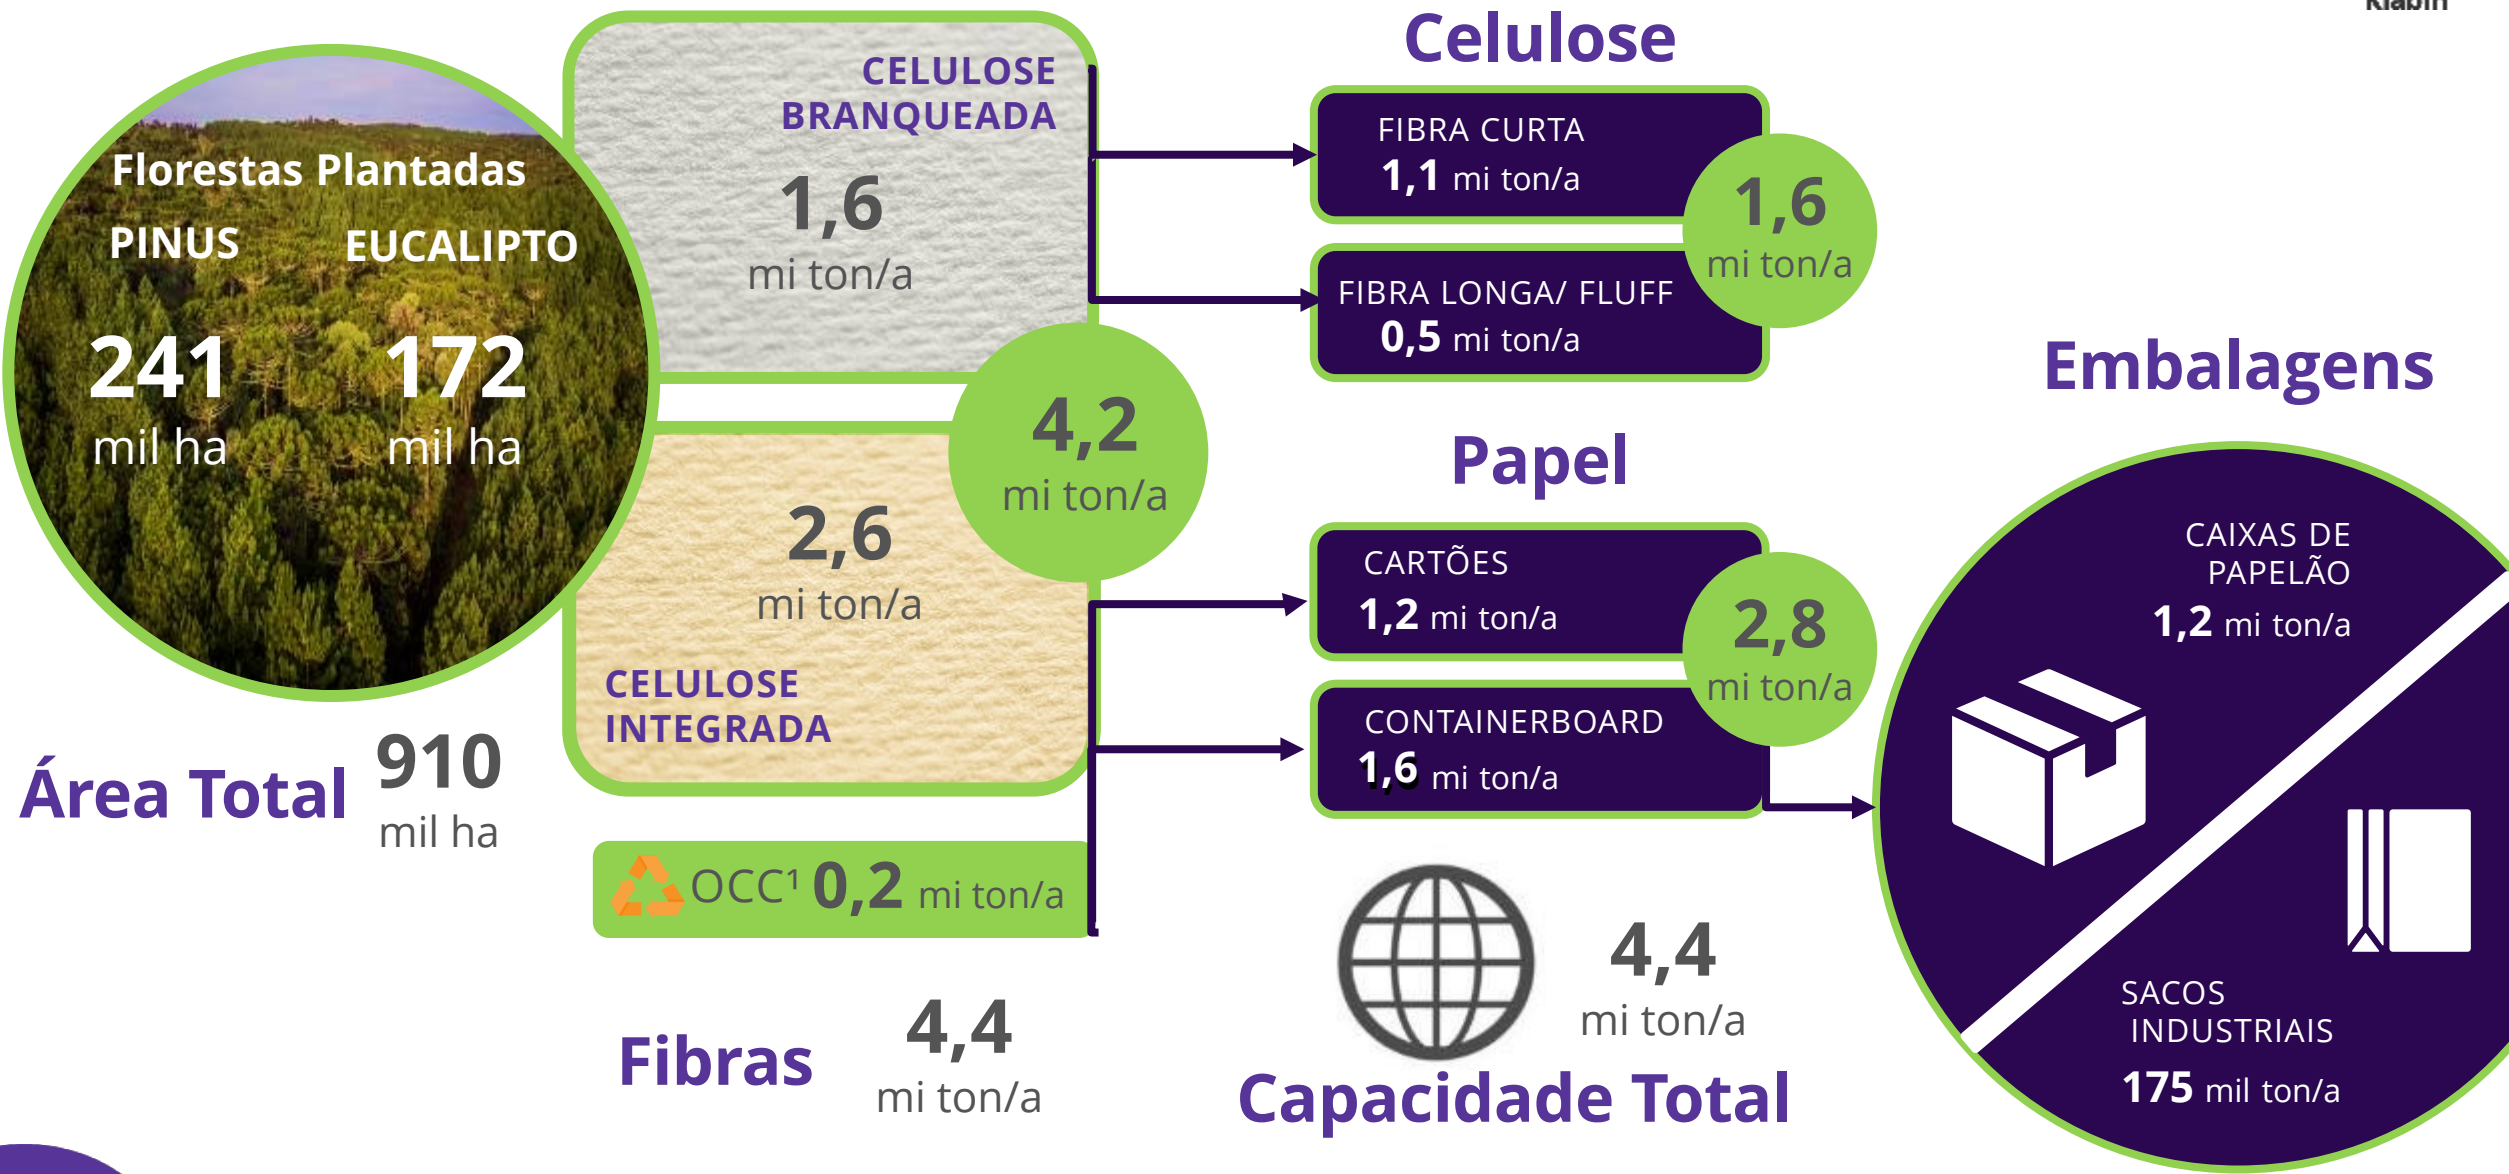 Klabin
Florestas Plantadas
PINUS
EUCALIPTO
241
mil ha
172
mil ha
Área Total
910
mil ha
CELULOSE
BRANQUEADA
1,6
mi ton/a
4,2
mi ton/a
2,6
mi ton/a
CELULOSE
INTEGRADA
OCC¹ 0,2 mi ton/a
Fibras
4,4
mi ton/a
Celulose
FIBRA CURTA
1,1 mi ton/a
FIBRA LONGA/ FLUFF
0,5 mi ton/a
1,6
mi ton/a
Papel
CARTÕES
1,2 mi ton/a
CONTAINERBOARD
1,6 mi ton/a
2,8
mi ton/a
4,4
mi ton/a
Capacidade Total
Embalagens
CAIXAS DE
PAPELÃO
1,2 mi ton/a
SACOS
INDUSTRIAIS
175 mil ton/a